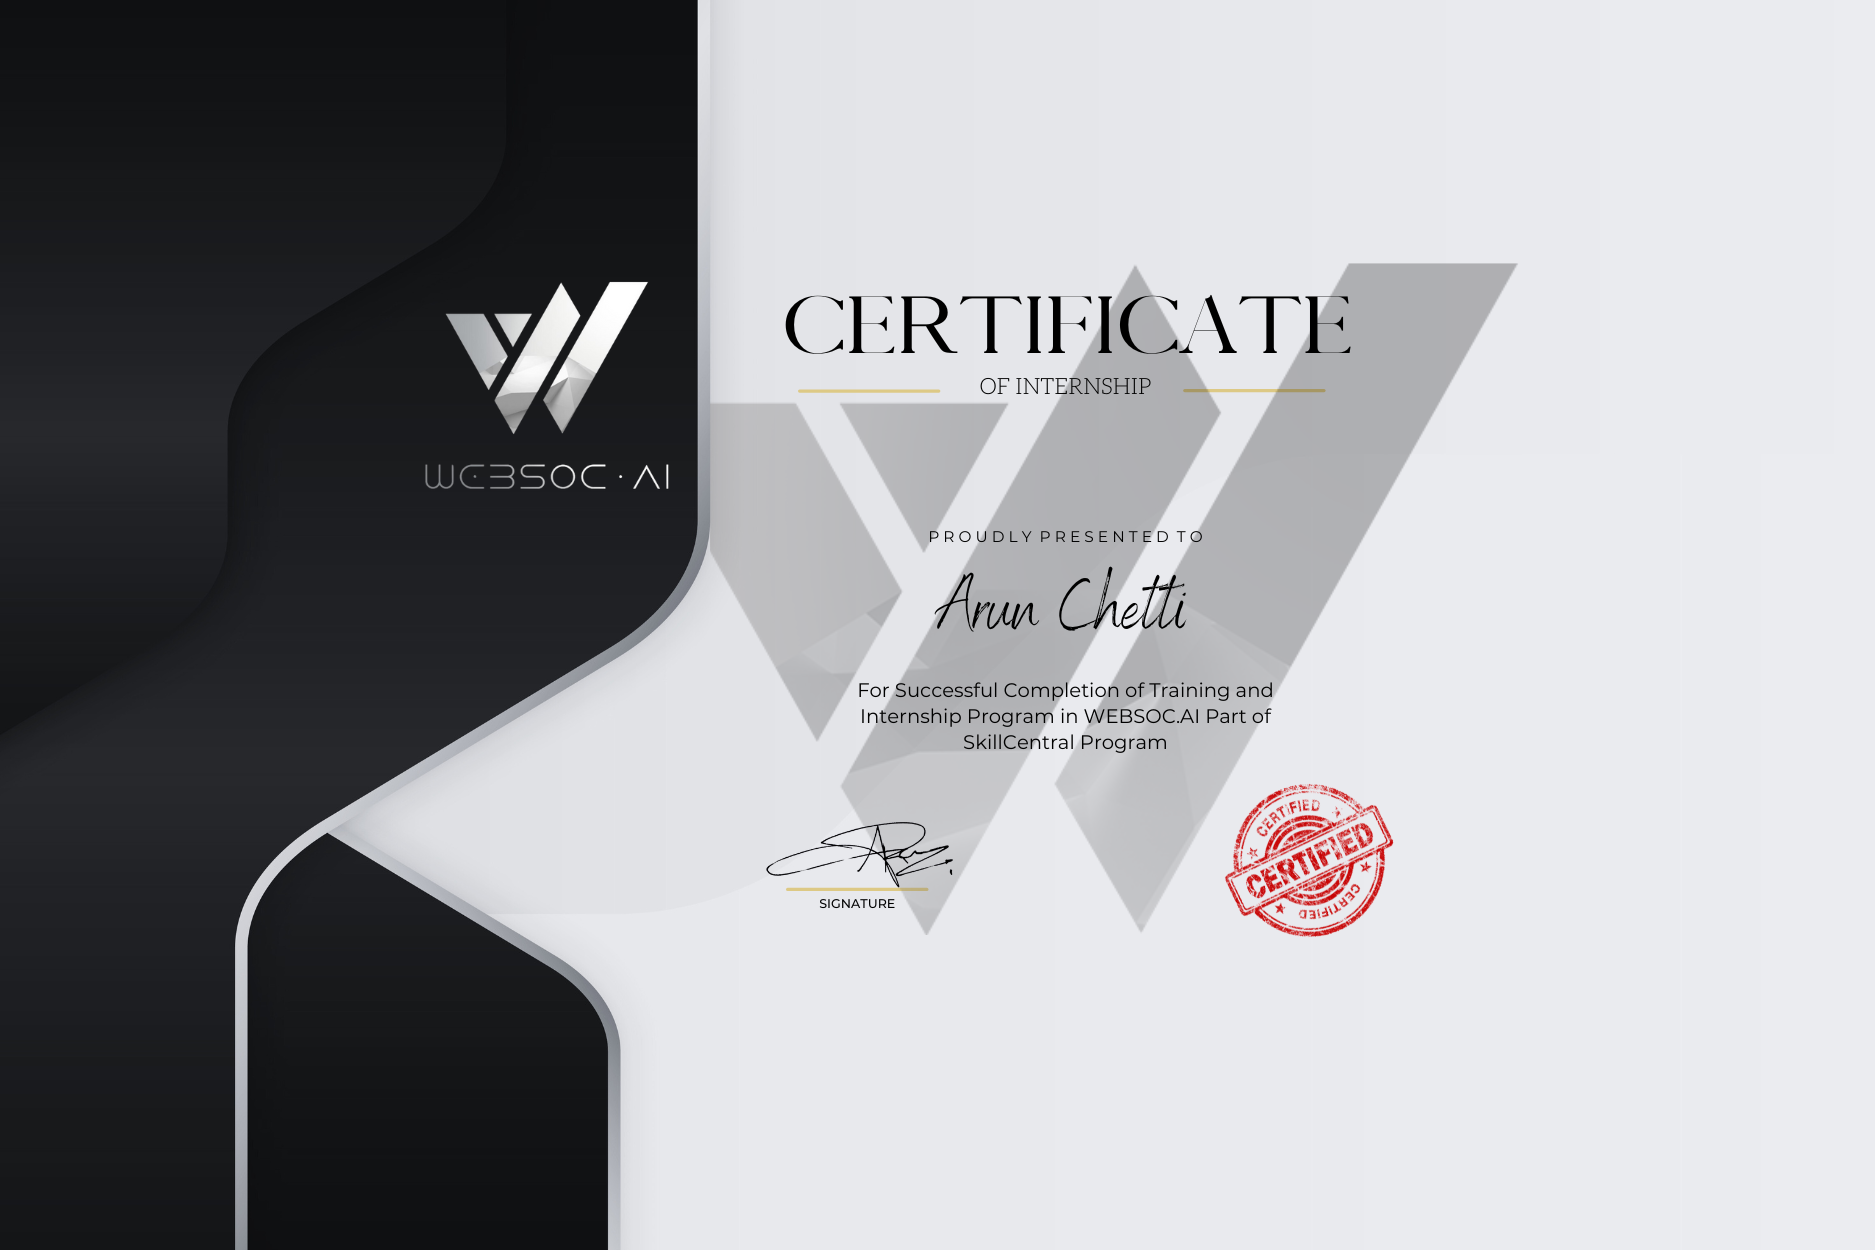 WEBSOC·AI
CERTIFICATE
OF INTERNSHIP
PROUDLY PRESENTED TO
Arun Chetti
For Successful Completion of Training and
Internship Program in WEBSOC.AI Part of
SkillCentral Program
SIGNATURE
CERTIFIED
CERTIFIED
CERTIFIED